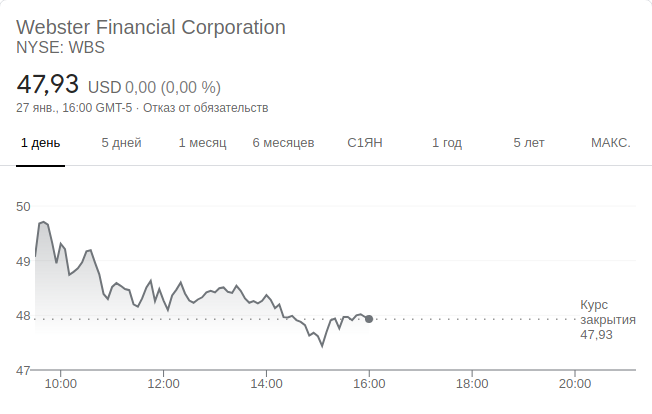 Webster Financial Corporation
NYSE: WBS
47,93 USD 0,00 (0,00 %)
27 янв., 16:00 GMT-5 · Отказ от обязательств
1 день 5 дней 1 месяц 6 месяцев С1ЯН 1 год 5 лет МАКС.
50
49
48
47
Курс
закрытия
47,93
10:00 12:00 14:00 16:00 18:00 20:00